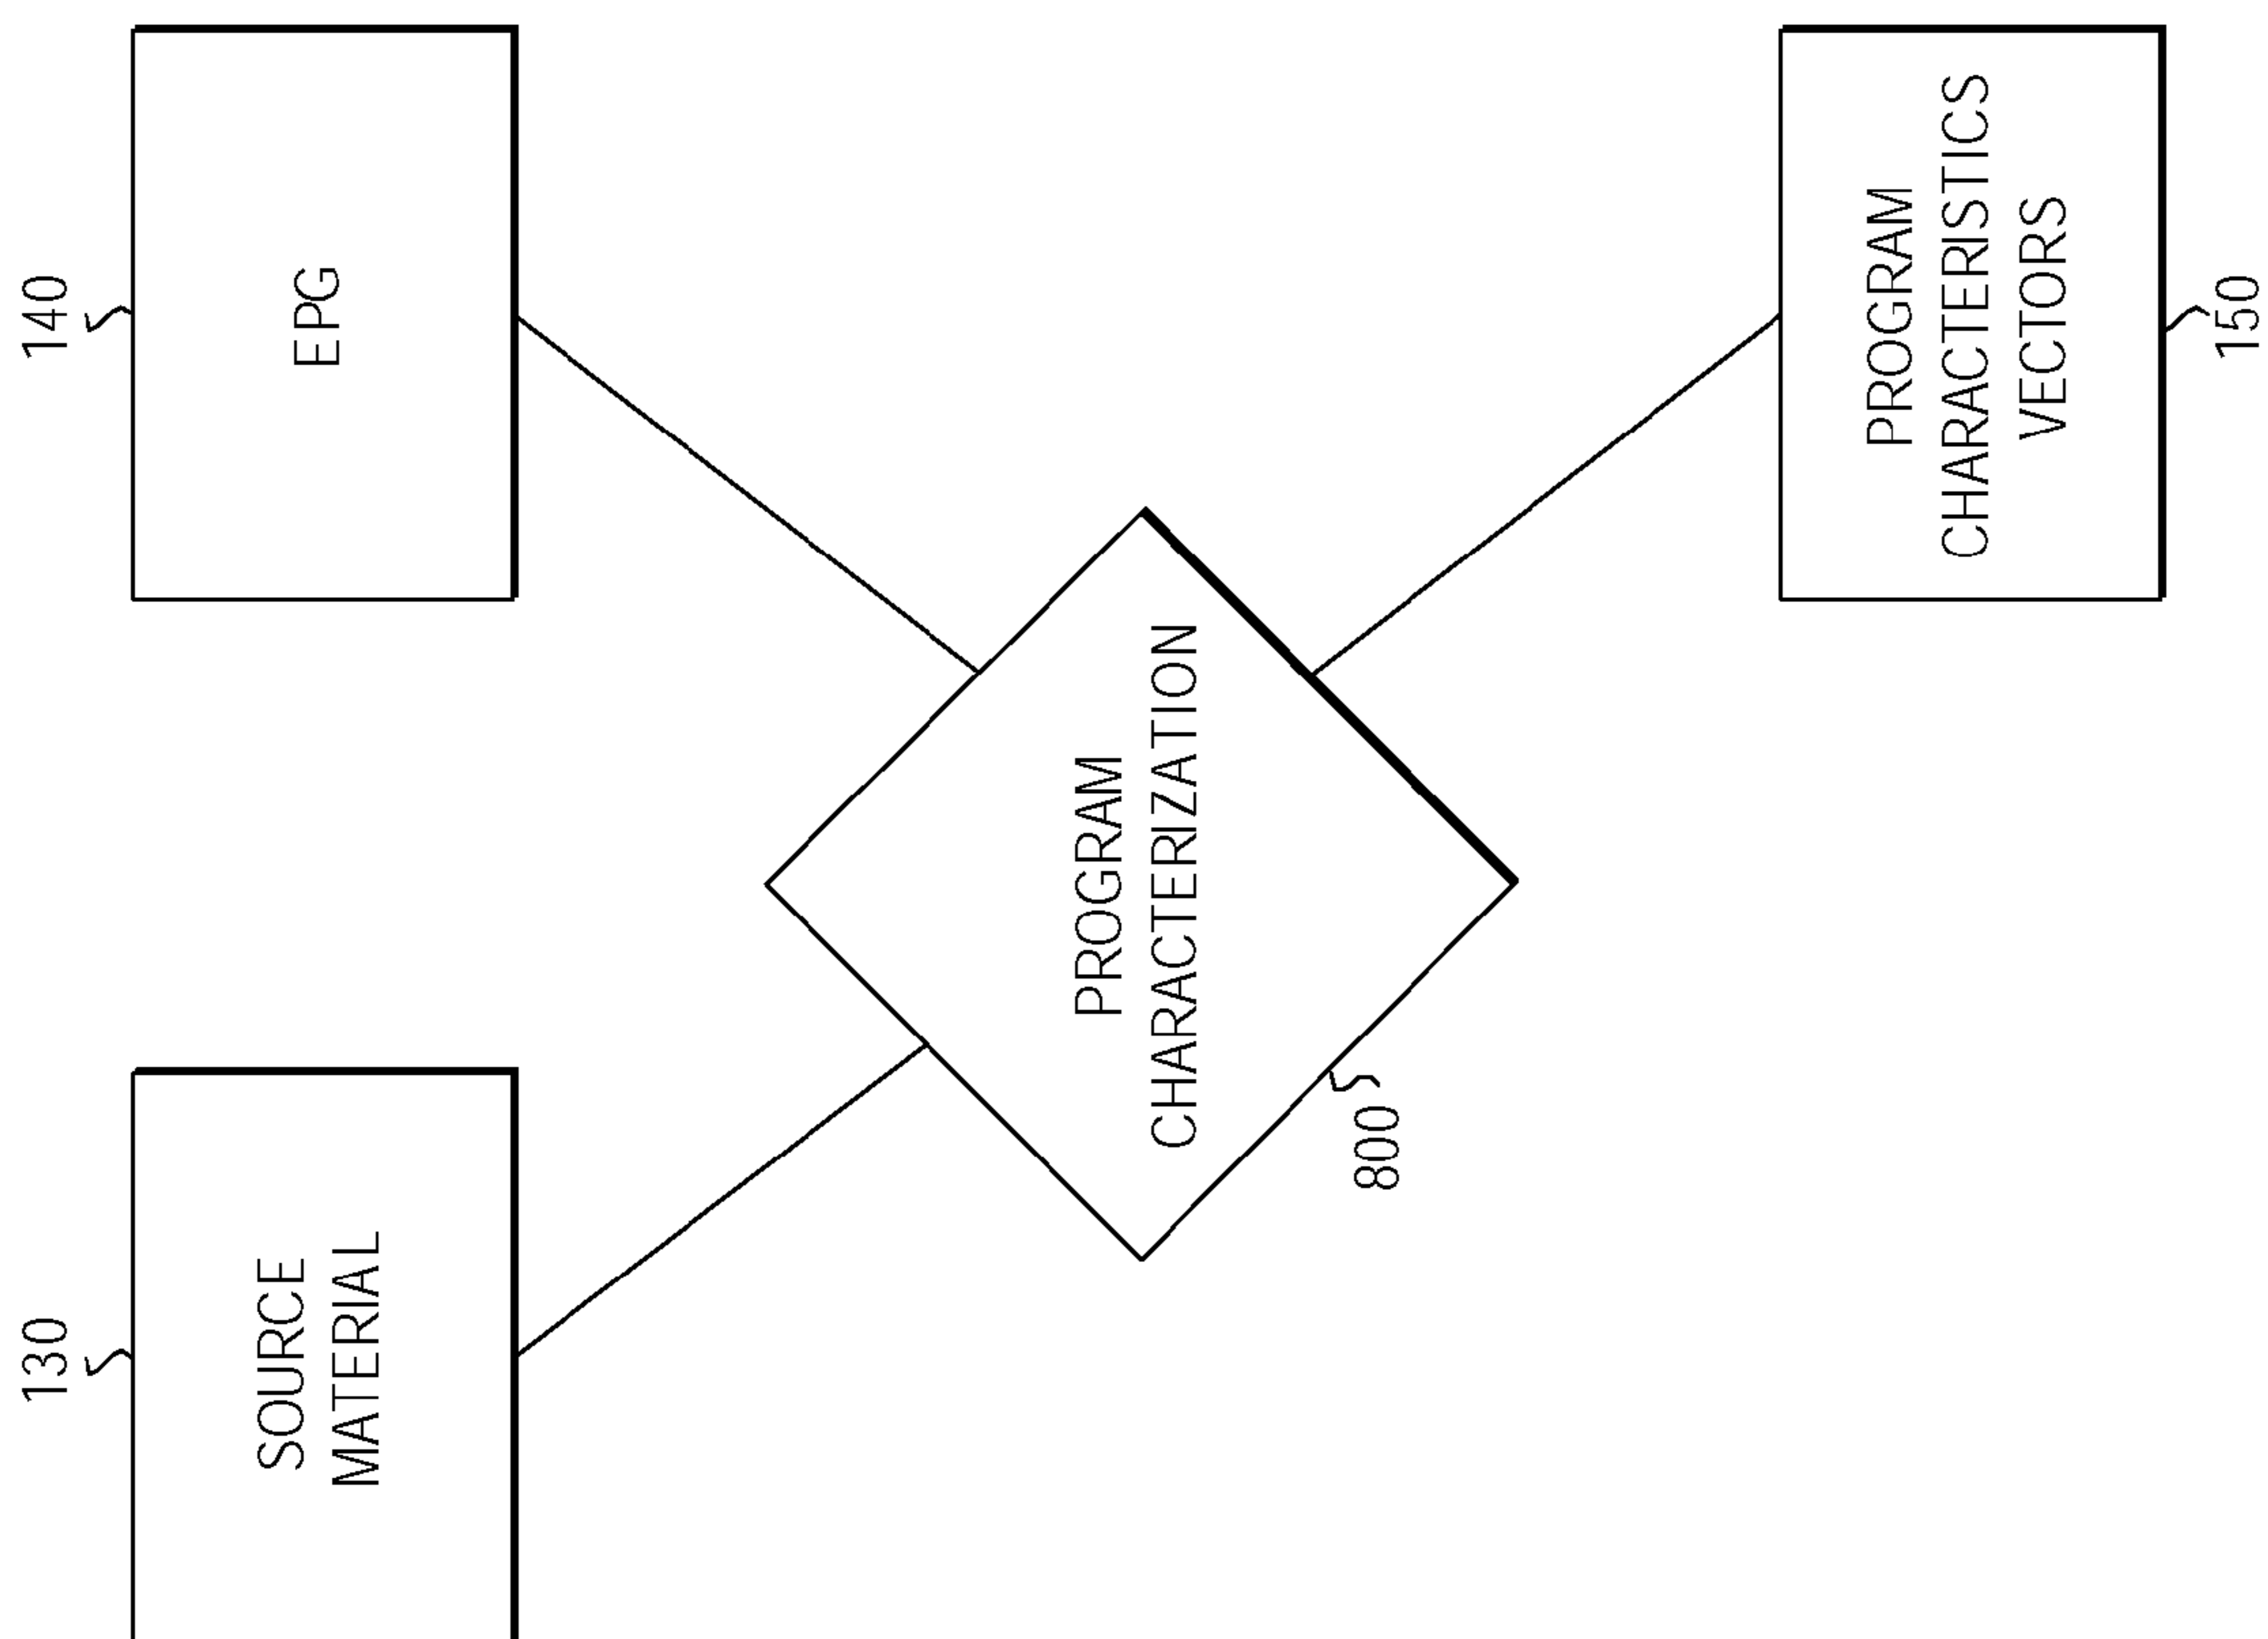 130
SOURCE
MATERIAL
140
EPG
PROGRAM
CHARACTERIZATION
800
PROGRAM
CHARACTERISTICS
VECTORS
150